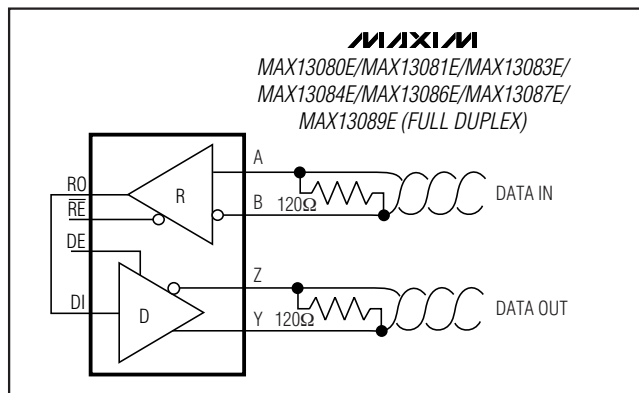 MAXIM
MAX13080E/MAX13081E/MAX13083E/
MAX13084E/MAX13086E/MAX13087E/
MAX13089E (FULL DUPLEX)
A
RO
R
RE
B
120Ω
DATA IN
DE
Z
DI
D
Y
120Ω
DATA OUT